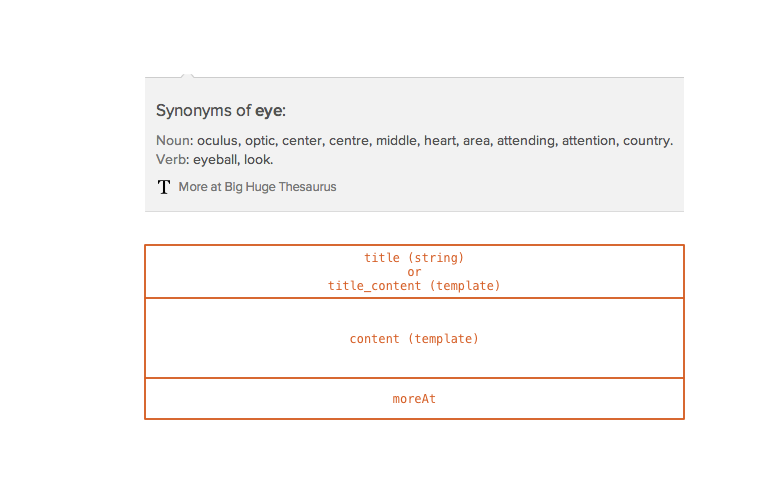 Synonyms of eye:
Noun: oculus, optic, center, centre, middle, heart, area, attending, attention, country.
Verb: eyeball, look.
T More at Big Huge Thesaurus
title (string)
or
title_content (template)
content (template)
moreAt